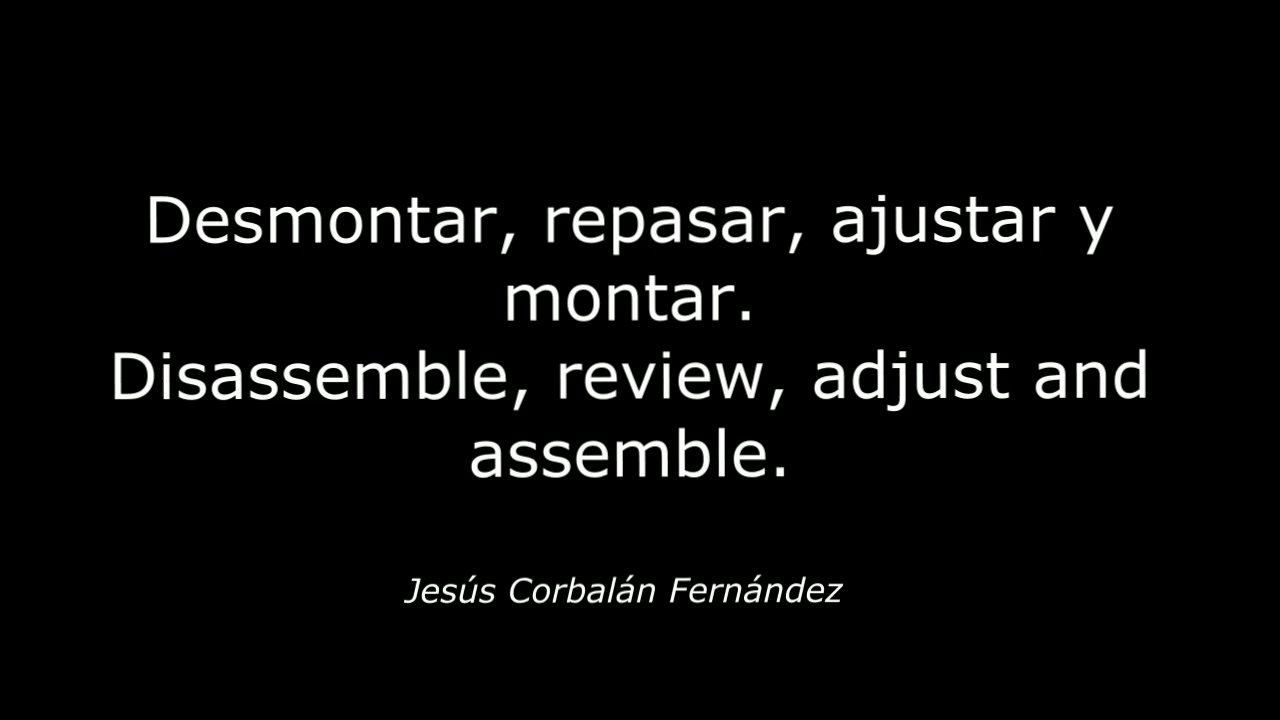 Desmontar, repasar, ajustar y
montar.
Disassemble, review, adjust and
assemble.
Jesús Corbalán Fernández